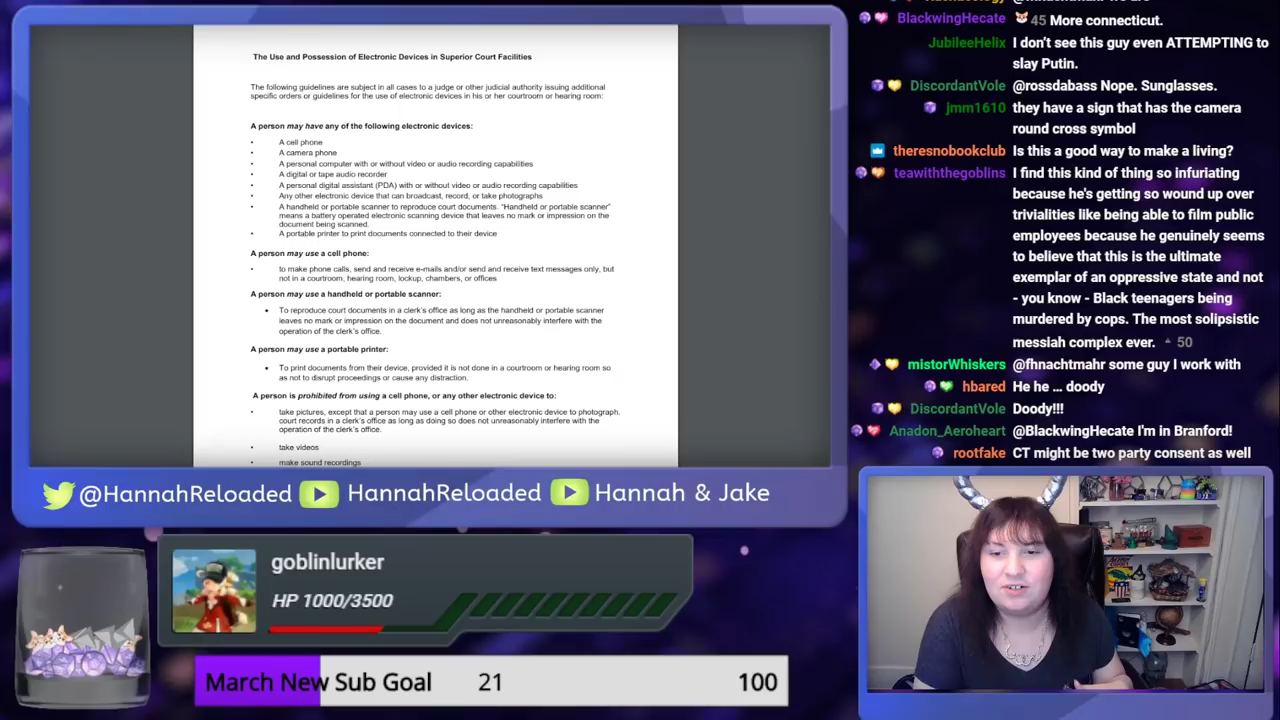 The Use and Possession of Electronic Devices in Superior Court Facilities
The following guidelines are subject in all cases to a judge or other judicial authority issuing additional
specific orders or guidelines for the use of electronic devices in his or her courtroom or hearing room:
A person may have any of the following electronic devices:
• A cell phone
• A camera phone
• A personal computer with or without video or audio recording capabilities
• A digital or tape audio recorder
• A personal digital assistant (PDA) with or without video or audio recording capabilities
• Any other electronic device that can broadcast, record, or take photographs
• A handheld or portable scanner to reproduce court documents. "Handheld or portable scanner"
means a battery operated electronic scanning device that leaves no mark or impression on the
document being scanned.
• A portable printer to print documents connected to their device
A person may use a cell phone:
• to make phone calls, send and receive e-mails and/or send and receive text messages only, but
not in a courtroom, hearing room, lockup, chambers, or offices
A person may use a handheld or portable scanner:
• To reproduce court documents in a clerk's office as long as the handheld or portable scanner
leaves no mark or impression on the document and does not unreasonably interfere with the
operation of the clerk's office.
A person may use a portable printer:
• To print documents from their device, provided it is not done in a courtroom or hearing room so
as not to disrupt proceedings or cause any distraction.
A person is prohibited from using a cell phone, or any other electronic device to:
• take pictures, except that a person may use a cell phone or other electronic device to photograph.
court records in a clerk's office as long as doing so does not unreasonably interfere with the
operation of the clerk's office.
• take videos
• make sound recordings
@HannahReloaded HannahReloaded Hannah & Jake
goblinlurker
HP 1000/3500
March New Sub Goal 21 100
BlackwingHecate 45 More connecticut.
JubileeHelix I don't see this guy even ATTEMPTING to
slay Putin.
DiscordantVole @rossdabass Nope. Sunglasses.
jmm1610 they have a sign that has the camera
round cross symbol
theresnobookclub Is this a good way to make a living?
teawiththegoblins I find this kind of thing so infuriating
because he's getting so wound up over
trivialities like being able to film public
employees because he genuinely seems
to believe that this is the ultimate
exemplar of an oppressive state and not
- you know - Black teenagers being
murdered by cops. The most solipsistic
messiah complex ever. 50
mistorWhiskers @fhnachtmahr some guy I work with
hbared He he ... doody
DiscordantVole Doody!!!
Anadon_Aeroheart @BlackwingHecate I'm in Branford!
rootfake CT might be two party consent as well